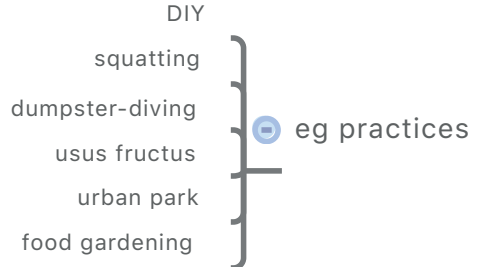 DIY
squatting
dumpster-diving
eg practices
usus fructus
urban park
food gardening